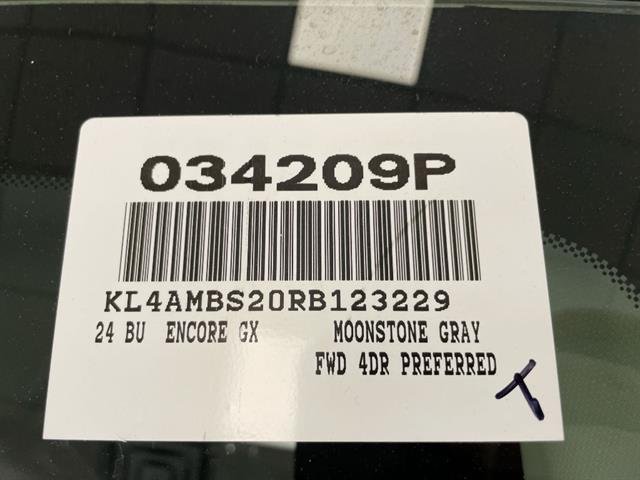 034209P
KL4AMBS20RB123229
24 BU ENCORE GX MOONSTONE GRAY
FWD 4DR PREFERRED